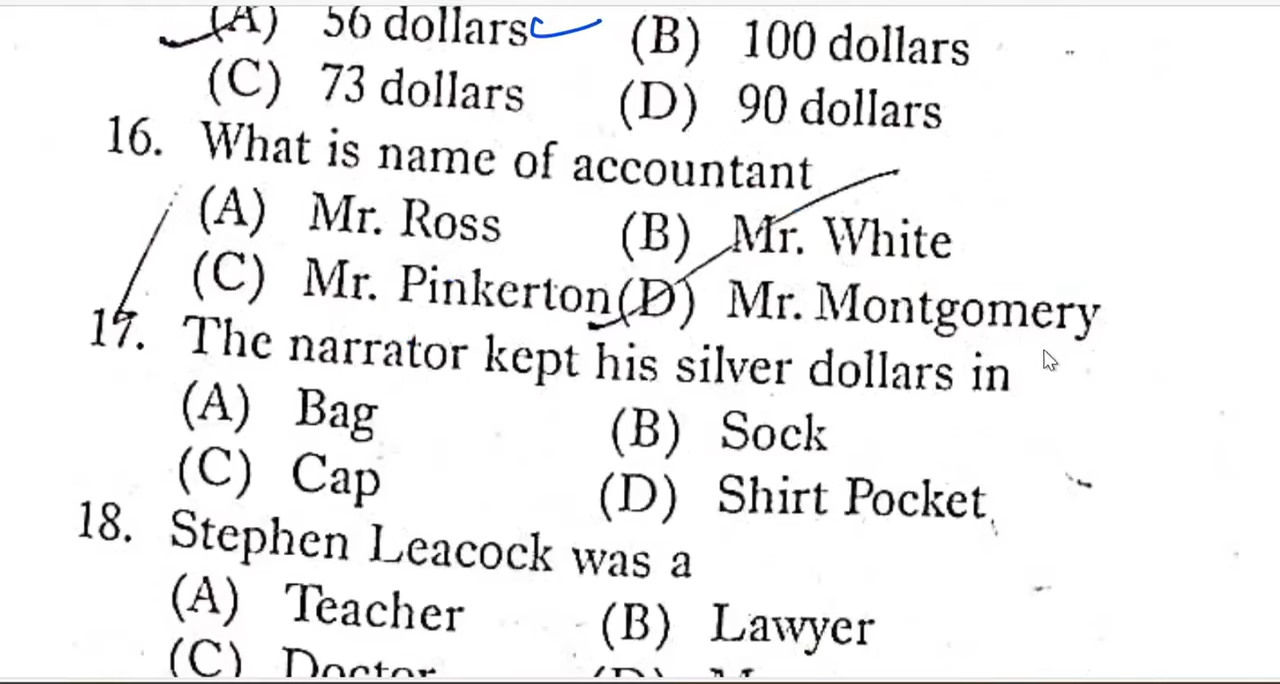 (A) 56 dollars (B) 100 dollars
(C) 73 dollars (D) 90 dollars
16. What is name of accountant
(A) Mr. Ross (B) Mr. White
(C) Mr. Pinkerton (D) Mr. Montgomery
17. The narrator kept his silver dollars in
(A) Bag (B) Sock
(C) Cap (D) Shirt Pocket
18. Stephen Leacock was a
(A) Teacher (B) Lawyer
(C) Doctor (D)